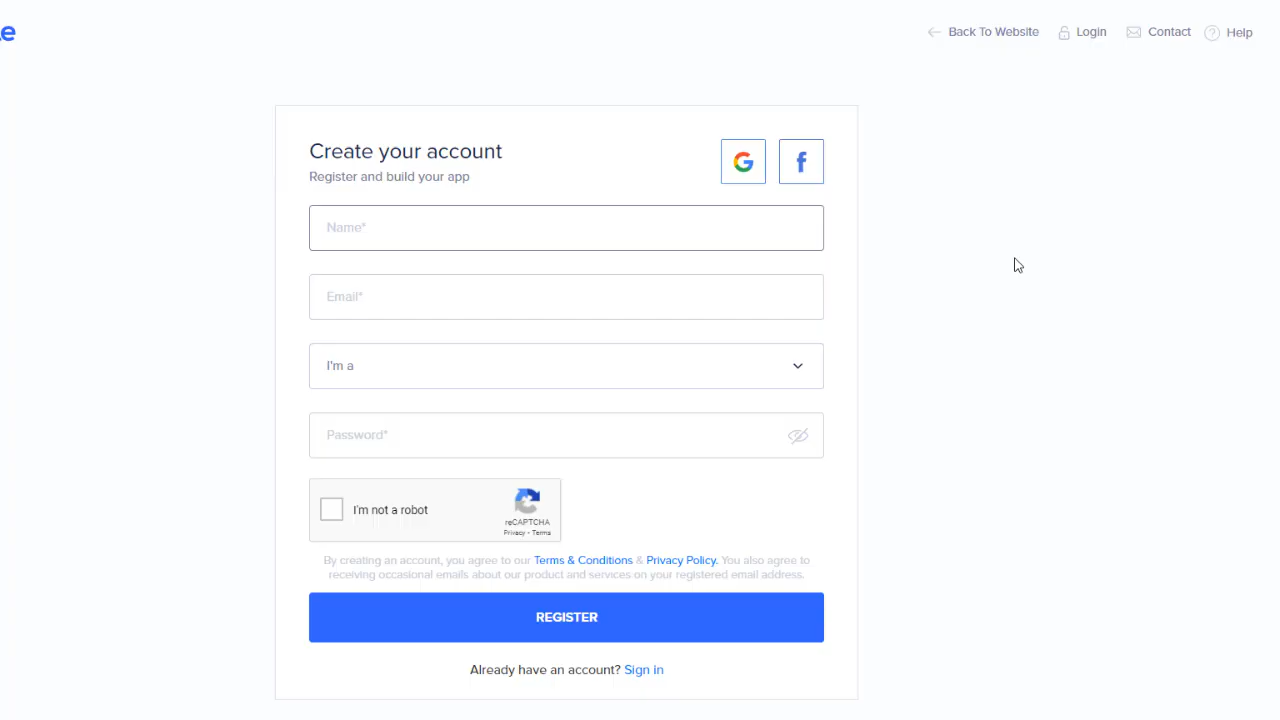 e
Back To Website Login Contact Help
Create your account
Register and build your app
Name*
Email*
I'm a
Password*
I'm not a robot
reCAPTCHA
Privacy - Terms
By creating an account, you agree to our Terms & Conditions & Privacy Policy. You also agree to
receiving occasional emails about our product and services on your registered email address.
REGISTER
Already have an account? Sign in